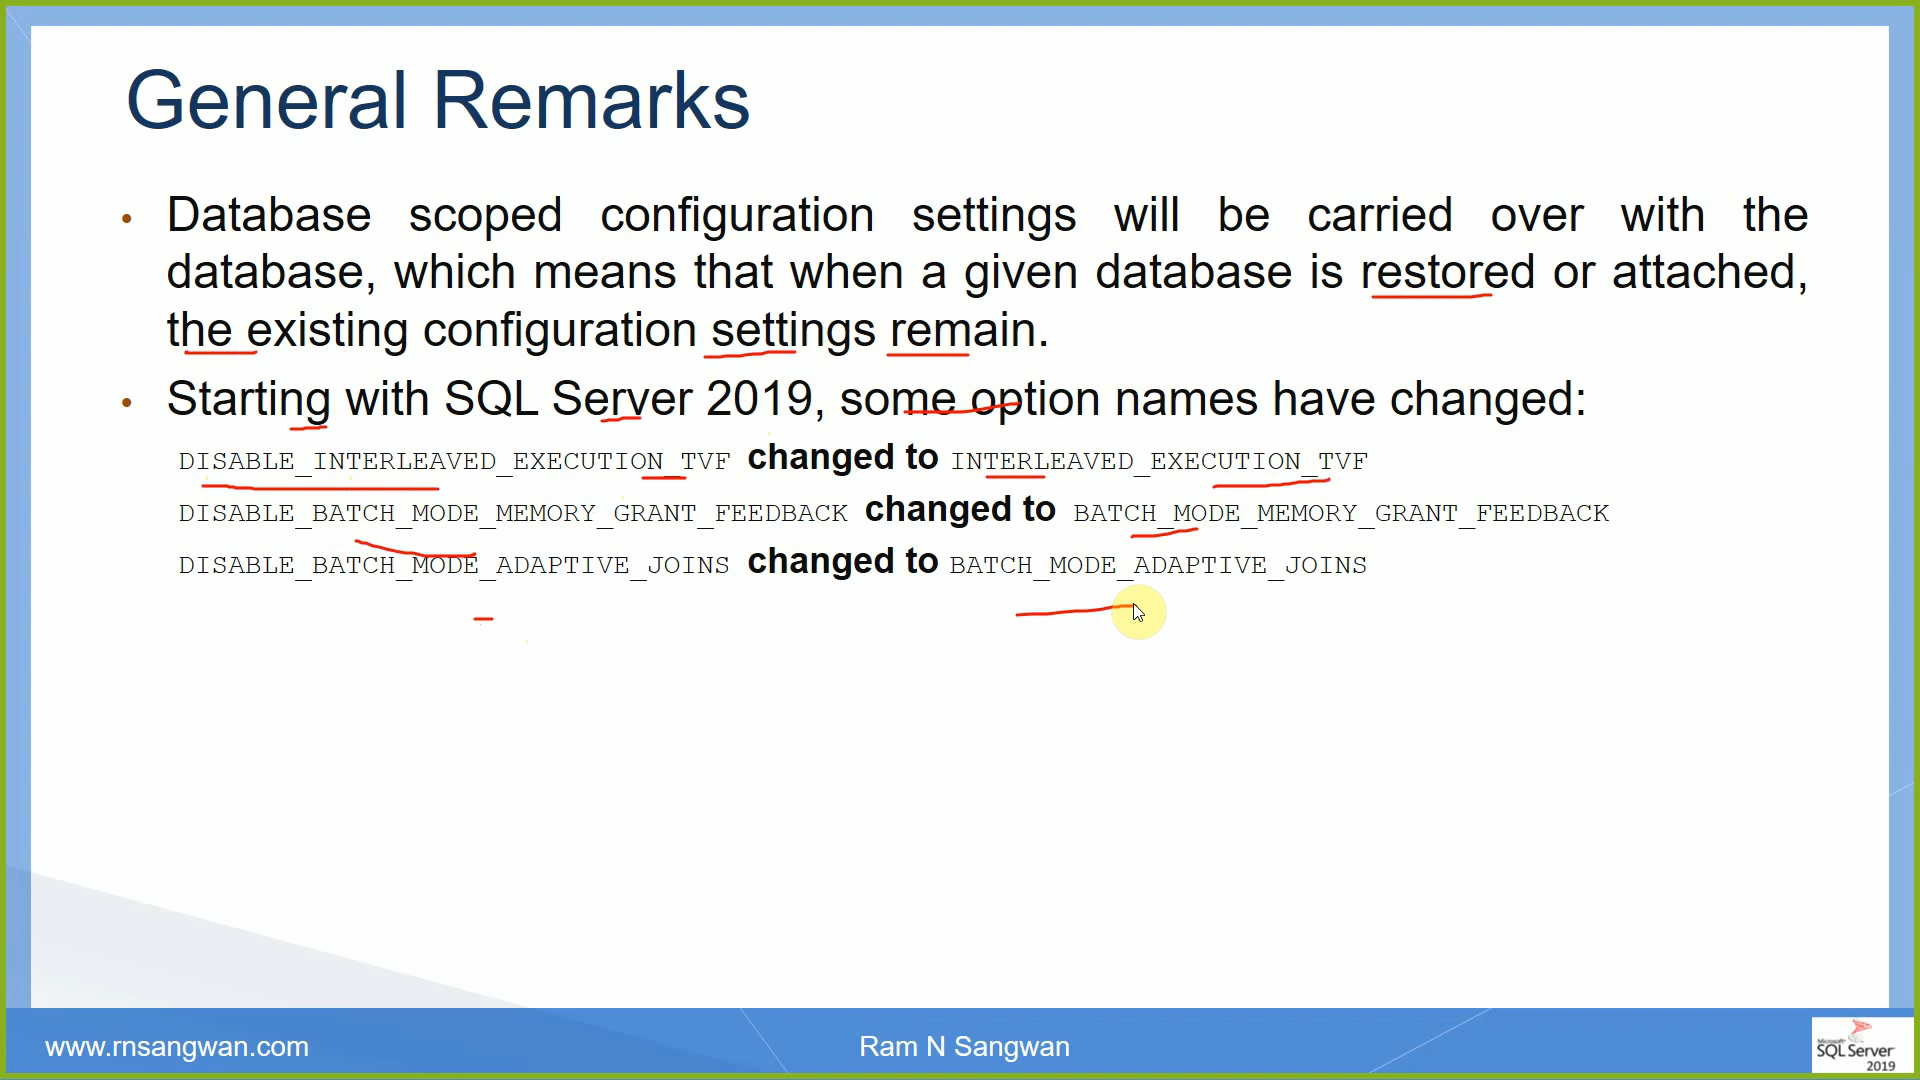 General Remarks
• Database scoped configuration settings will be carried over with the
database, which means that when a given database is restored or attached,
the existing configuration settings remain.
• Starting with SQL Server 2019, some option names have changed:
DISABLE_INTERLEAVED_EXECUTION_TVF changed to INTERLEAVED_EXECUTION_TVF
DISABLE_BATCH_MODE_MEMORY_GRANT_FEEDBACK changed to BATCH_MODE_MEMORY_GRANT_FEEDBACK
DISABLE_BATCH_MODE_ADAPTIVE_JOINS changed to BATCH_MODE_ADAPTIVE_JOINS
www.rnsangwan.com
Ram N Sangwan
Microsoft
SQL Server
2019